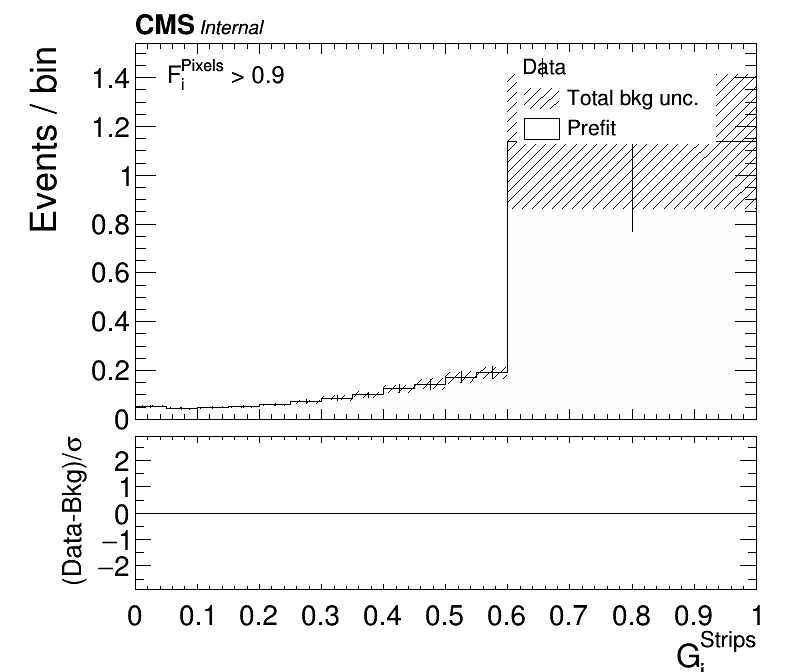 CMS Internal
Events / bin
F_i^Pixels > 0.9
Data
Total bkg unc.
Prefit
1.4
1.2
1
0.8
0.6
0.4
0.2
0
(Data-Bkg)/σ
2
1
0
−1
−2
0 0.1 0.2 0.3 0.4 0.5 0.6 0.7 0.8 0.9 1
G_i^Strips